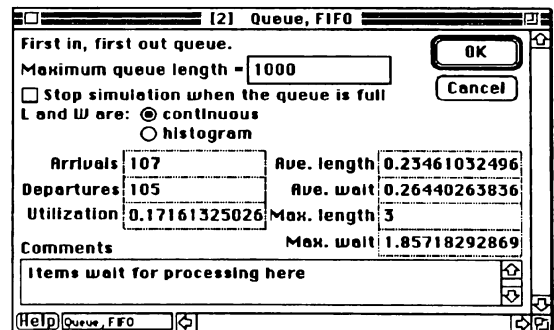 [2] Queue, FIFO
First in, first out queue.
OK
Maximum queue length = 1000
Cancel
Stop simulation when the queue is full
L and W are: continuous
histogram
Arrivals 107 Ave. length 0.23461032496
Departures 105 Ave. wait 0.26440263836
Utilization 0.17161325026 Max. length 3
Max. wait 1.85718292869
Comments
Items wait for processing here
Help Queue, FIFO